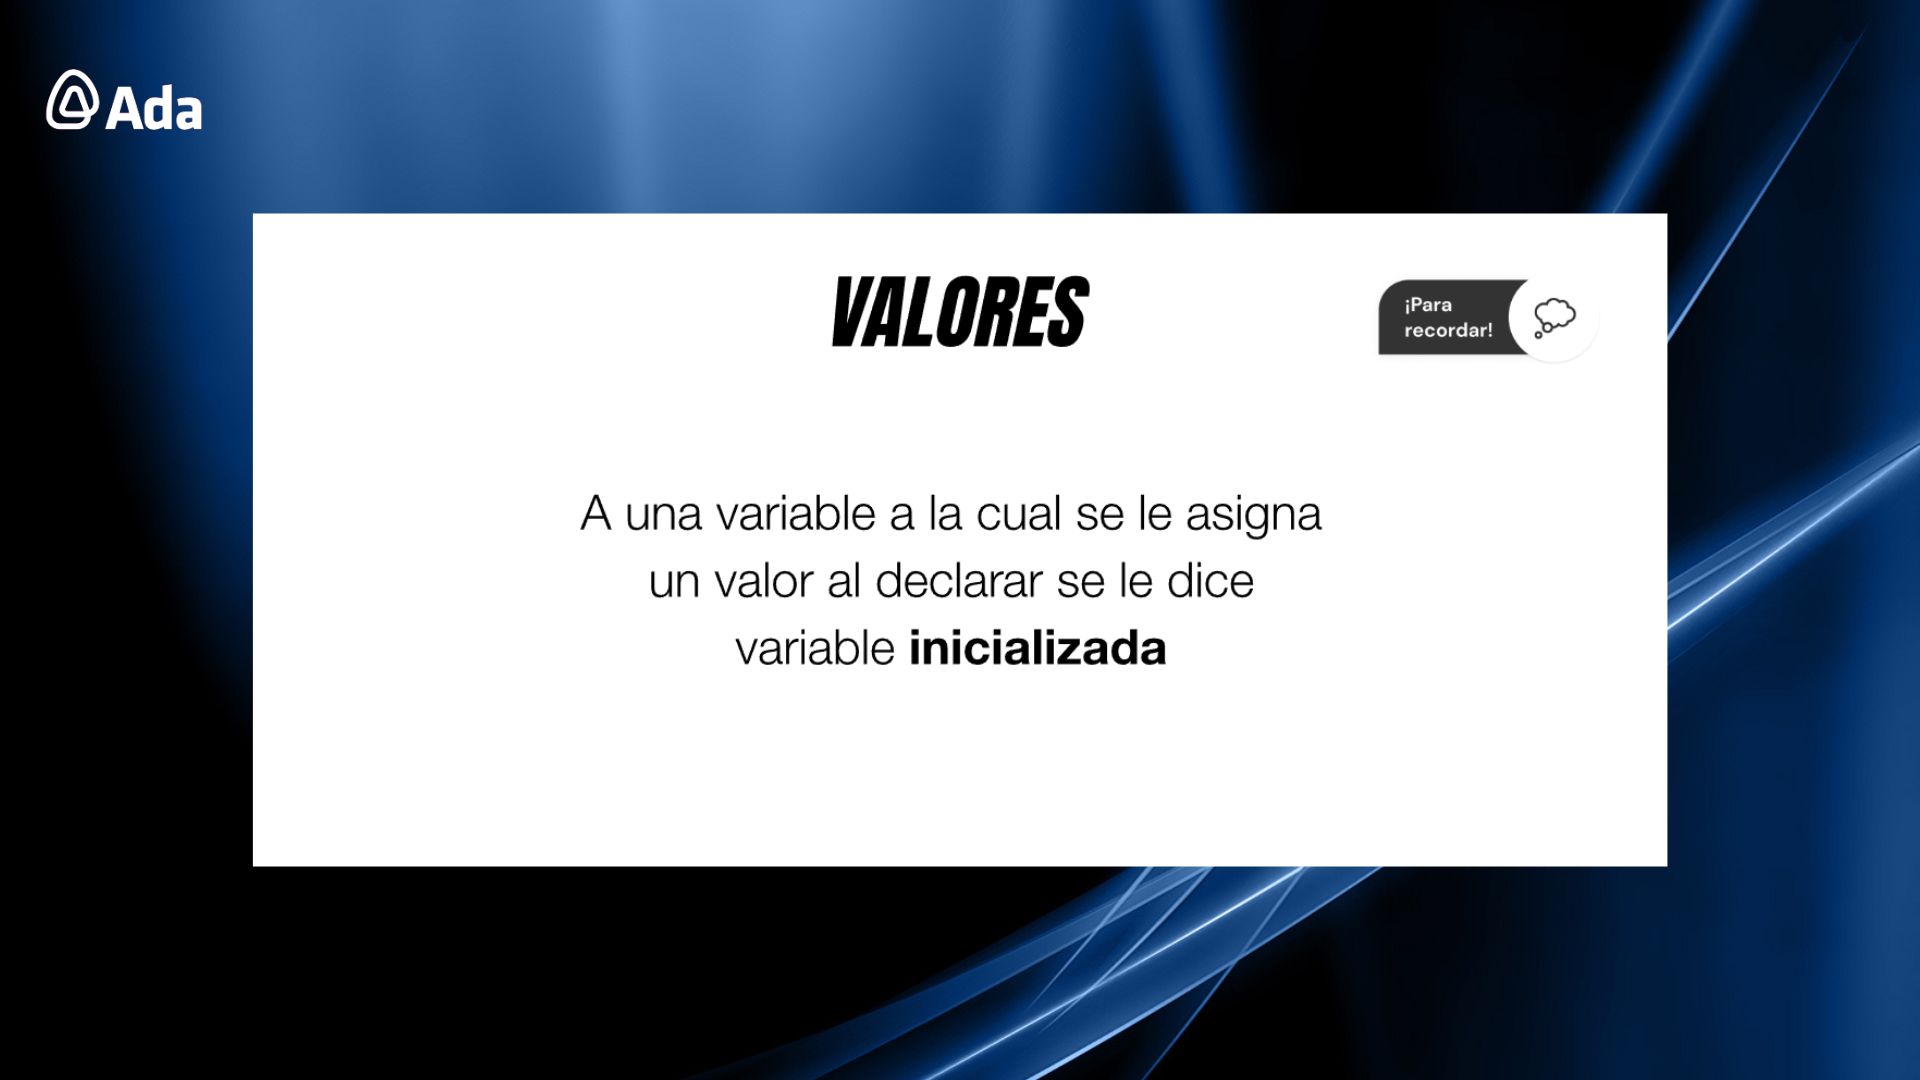 Ada
VALORES
¡Para
recordar!
A una variable a la cual se le asigna
un valor al declarar se le dice
variable inicializada